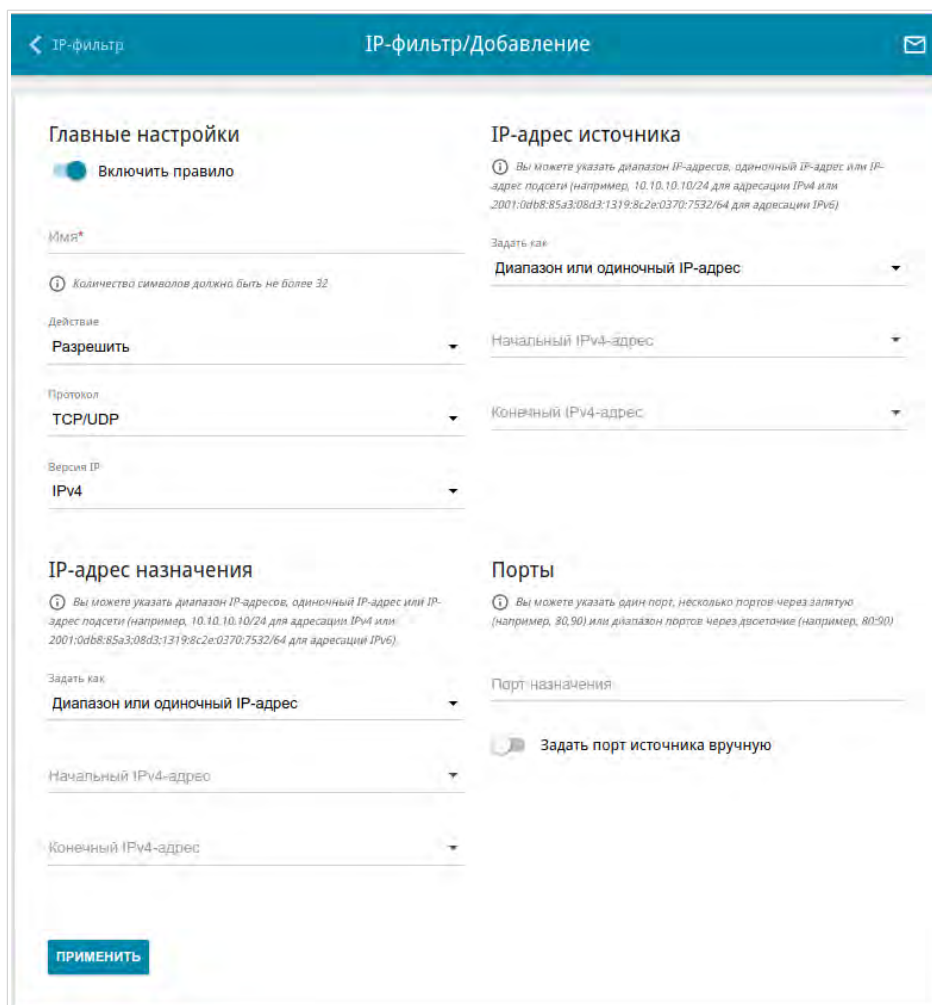 IP-фильтр
IP-фильтр/Добавление
Главные настройки
Включить правило
Имя*
Количество символов должно быть не более 32
Действие
Разрешить
Протокол
TCP/UDP
Версия IP
IPv4
IP-адрес источника
Вы можете указать диапазон IP-адресов, одиночный IP-адрес или IP-
адрес подсети (например, 10.10.10.10/24 для адресации IPv4 или
2001:0db8:85a3:08d3:1319:8c2e:0370:7532/64 для адресации IPv6)
Задать как
Диапазон или одиночный IP-адрес
Начальный IPv4-адрес
Конечный IPv4-адрес
IP-адрес назначения
Вы можете указать диапазон IP-адресов, одиночный IP-адрес или IP-
адрес подсети (например, 10.10.10.10/24 для адресации IPv4 или
2001:0db8:85a3:08d3:1319:8c2e:0370:7532/64 для адресации IPv6)
Задать как
Диапазон или одиночный IP-адрес
Начальный IPv4-адрес
Конечный IPv4-адрес
Порты
Вы можете указать один порт, несколько портов через запятую
(например, 80,90) или диапазон портов через двоеточие (например, 80:90)
Порт назначения
Задать порт источника вручную
ПРИМЕНИТЬ